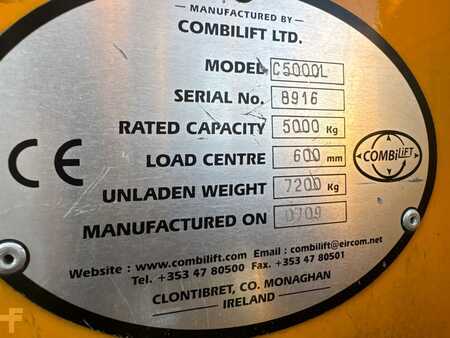 MANUFACTURED BY
COMBILIFT LTD.
MODEL C5000L
SERIAL No. 8916
RATED CAPACITY 5000 Kg
LOAD CENTRE 600 mm
UNLADEN WEIGHT 7200 Kg
MANUFACTURED ON 0709
CE
COMBiLiFT
Website : www.combilift.com Email : combilift@eircom.net
Tel. +353 47 80500 Fax. +353 47 80501
CLONTIBRET, CO. MONAGHAN
IRELAND